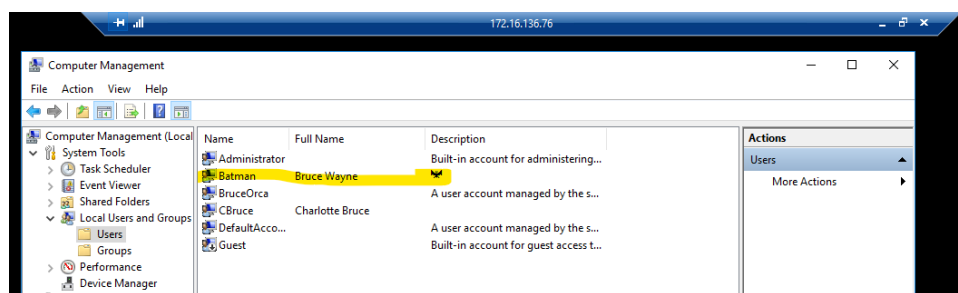 172.16.136.76
Computer Management
File Action View Help
Computer Management (Local
System Tools
Task Scheduler
Event Viewer
Shared Folders
Local Users and Groups
Users
Groups
Performance
Device Manager
Name Full Name Description
Administrator Built-in account for administering...
Batman Bruce Wayne
BruceOrca A user account managed by the s...
CBruce Charlotte Bruce
DefaultAcco... A user account managed by the s...
Guest Built-in account for guest access t...
Actions
Users
More Actions